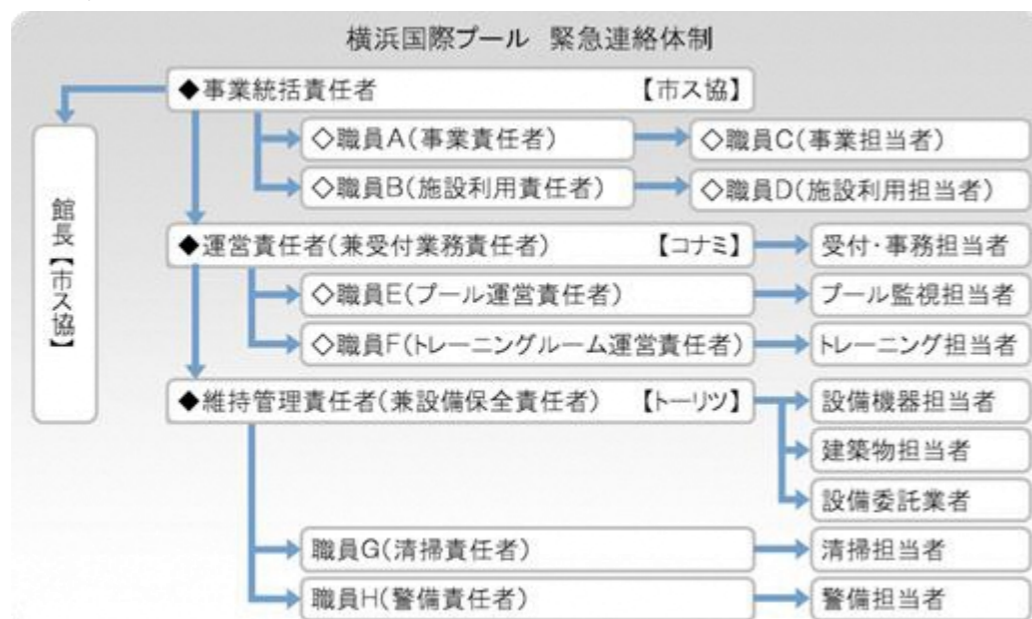 横浜国際プール 緊急連絡体制
◆事業統括責任者 【市ス協】
◇職員A(事業責任者)
◇職員C(事業担当者)
◇職員B(施設利用責任者)
◇職員D(施設利用担当者)
館長【市ス協】
◆運営責任者(兼受付業務責任者) 【コナミ】
受付・事務担当者
◇職員E(プール運営責任者)
プール監視担当者
◇職員F(トレーニングルーム運営責任者)
トレーニング担当者
◆維持管理責任者(兼設備保全責任者) 【トーリツ】
設備機器担当者
建築物担当者
設備委託業者
職員G(清掃責任者)
清掃担当者
職員H(警備責任者)
警備担当者